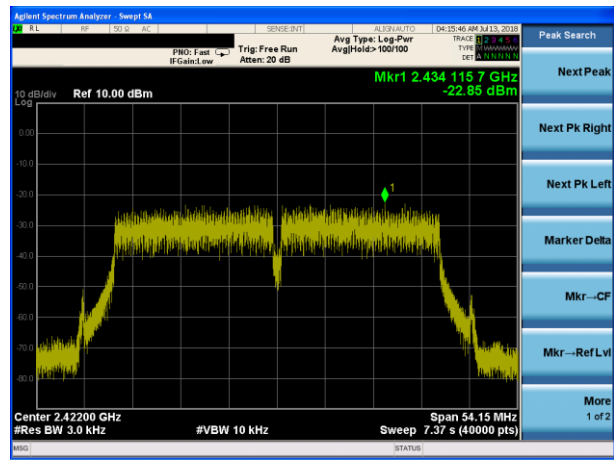 Agilent Spectrum Analyzer - Swept SA
RL RF 50 Ω AC SENSE:INT ALIGNAUTO 04:15:46 AM Jul 13, 2018
PNO: Fast Trig: Free Run Avg Type: Log-Pwr TRACE 1 2 3 4 5 6
IFGain:Low Atten: 20 dB Avg|Hold:> 100/100 TYPE M
DET A N N N N N
Peak Search
Mkr1 2.434 115 7 GHz
-22.85 dBm
10 dB/div Ref 10.00 dBm
Log
0.00
-10.0
-20.0
-30.0
-40.0
-50.0
-60.0
-70.0
-80.0
1
Next Peak
Next Pk Right
Next Pk Left
Marker Delta
Mkr→CF
Mkr→Ref Lvl
More
1 of 2
Center 2.42200 GHz Span 54.15 MHz
#Res BW 3.0 kHz #VBW 10 kHz Sweep 7.37 s (40000 pts)
MSG STATUS